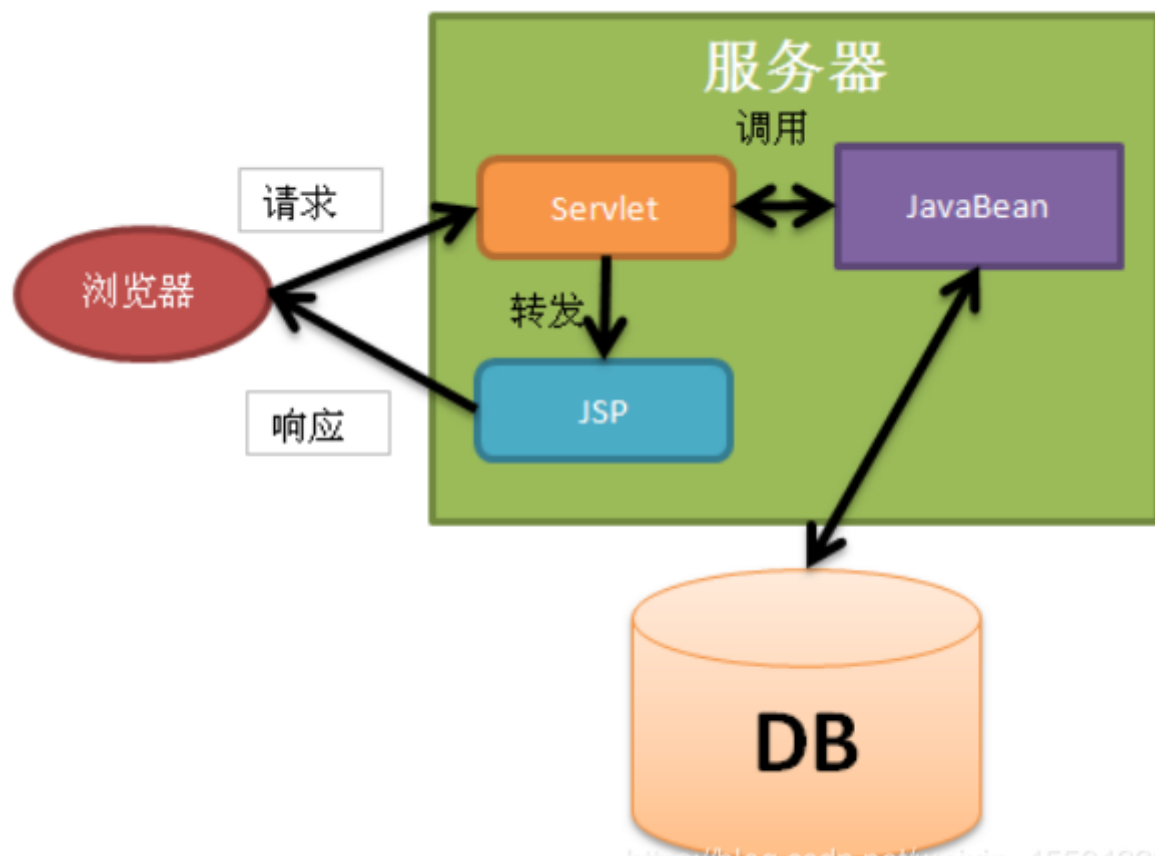 服务器
调用
请求
Servlet
JavaBean
浏览器
转发
响应
JSP
DB